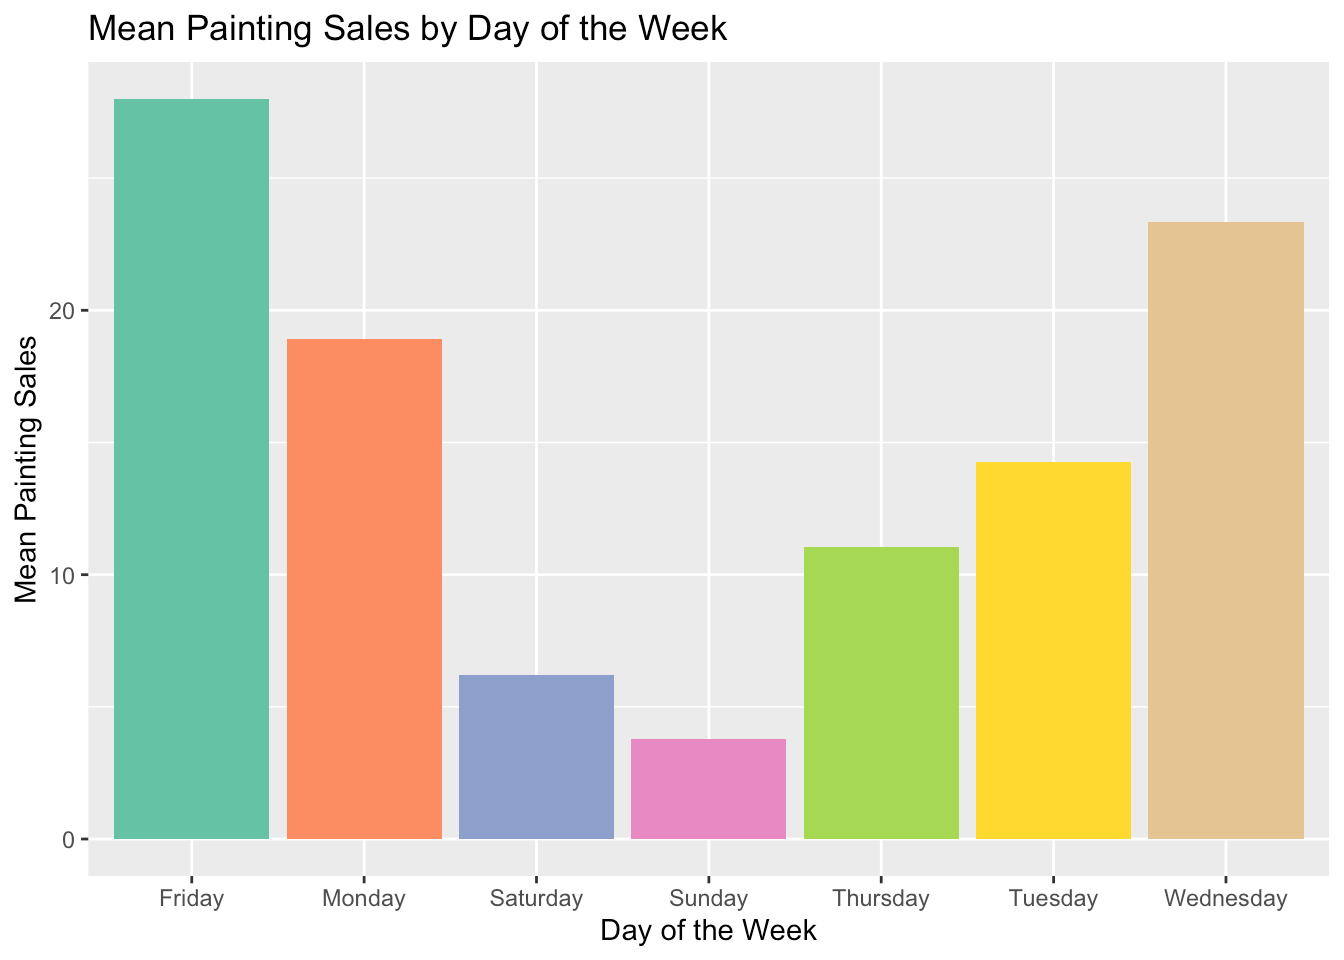 Mean Painting Sales by Day of the Week
Mean Painting Sales
20
10
0
Friday Monday Saturday Sunday Thursday Tuesday Wednesday
Day of the Week